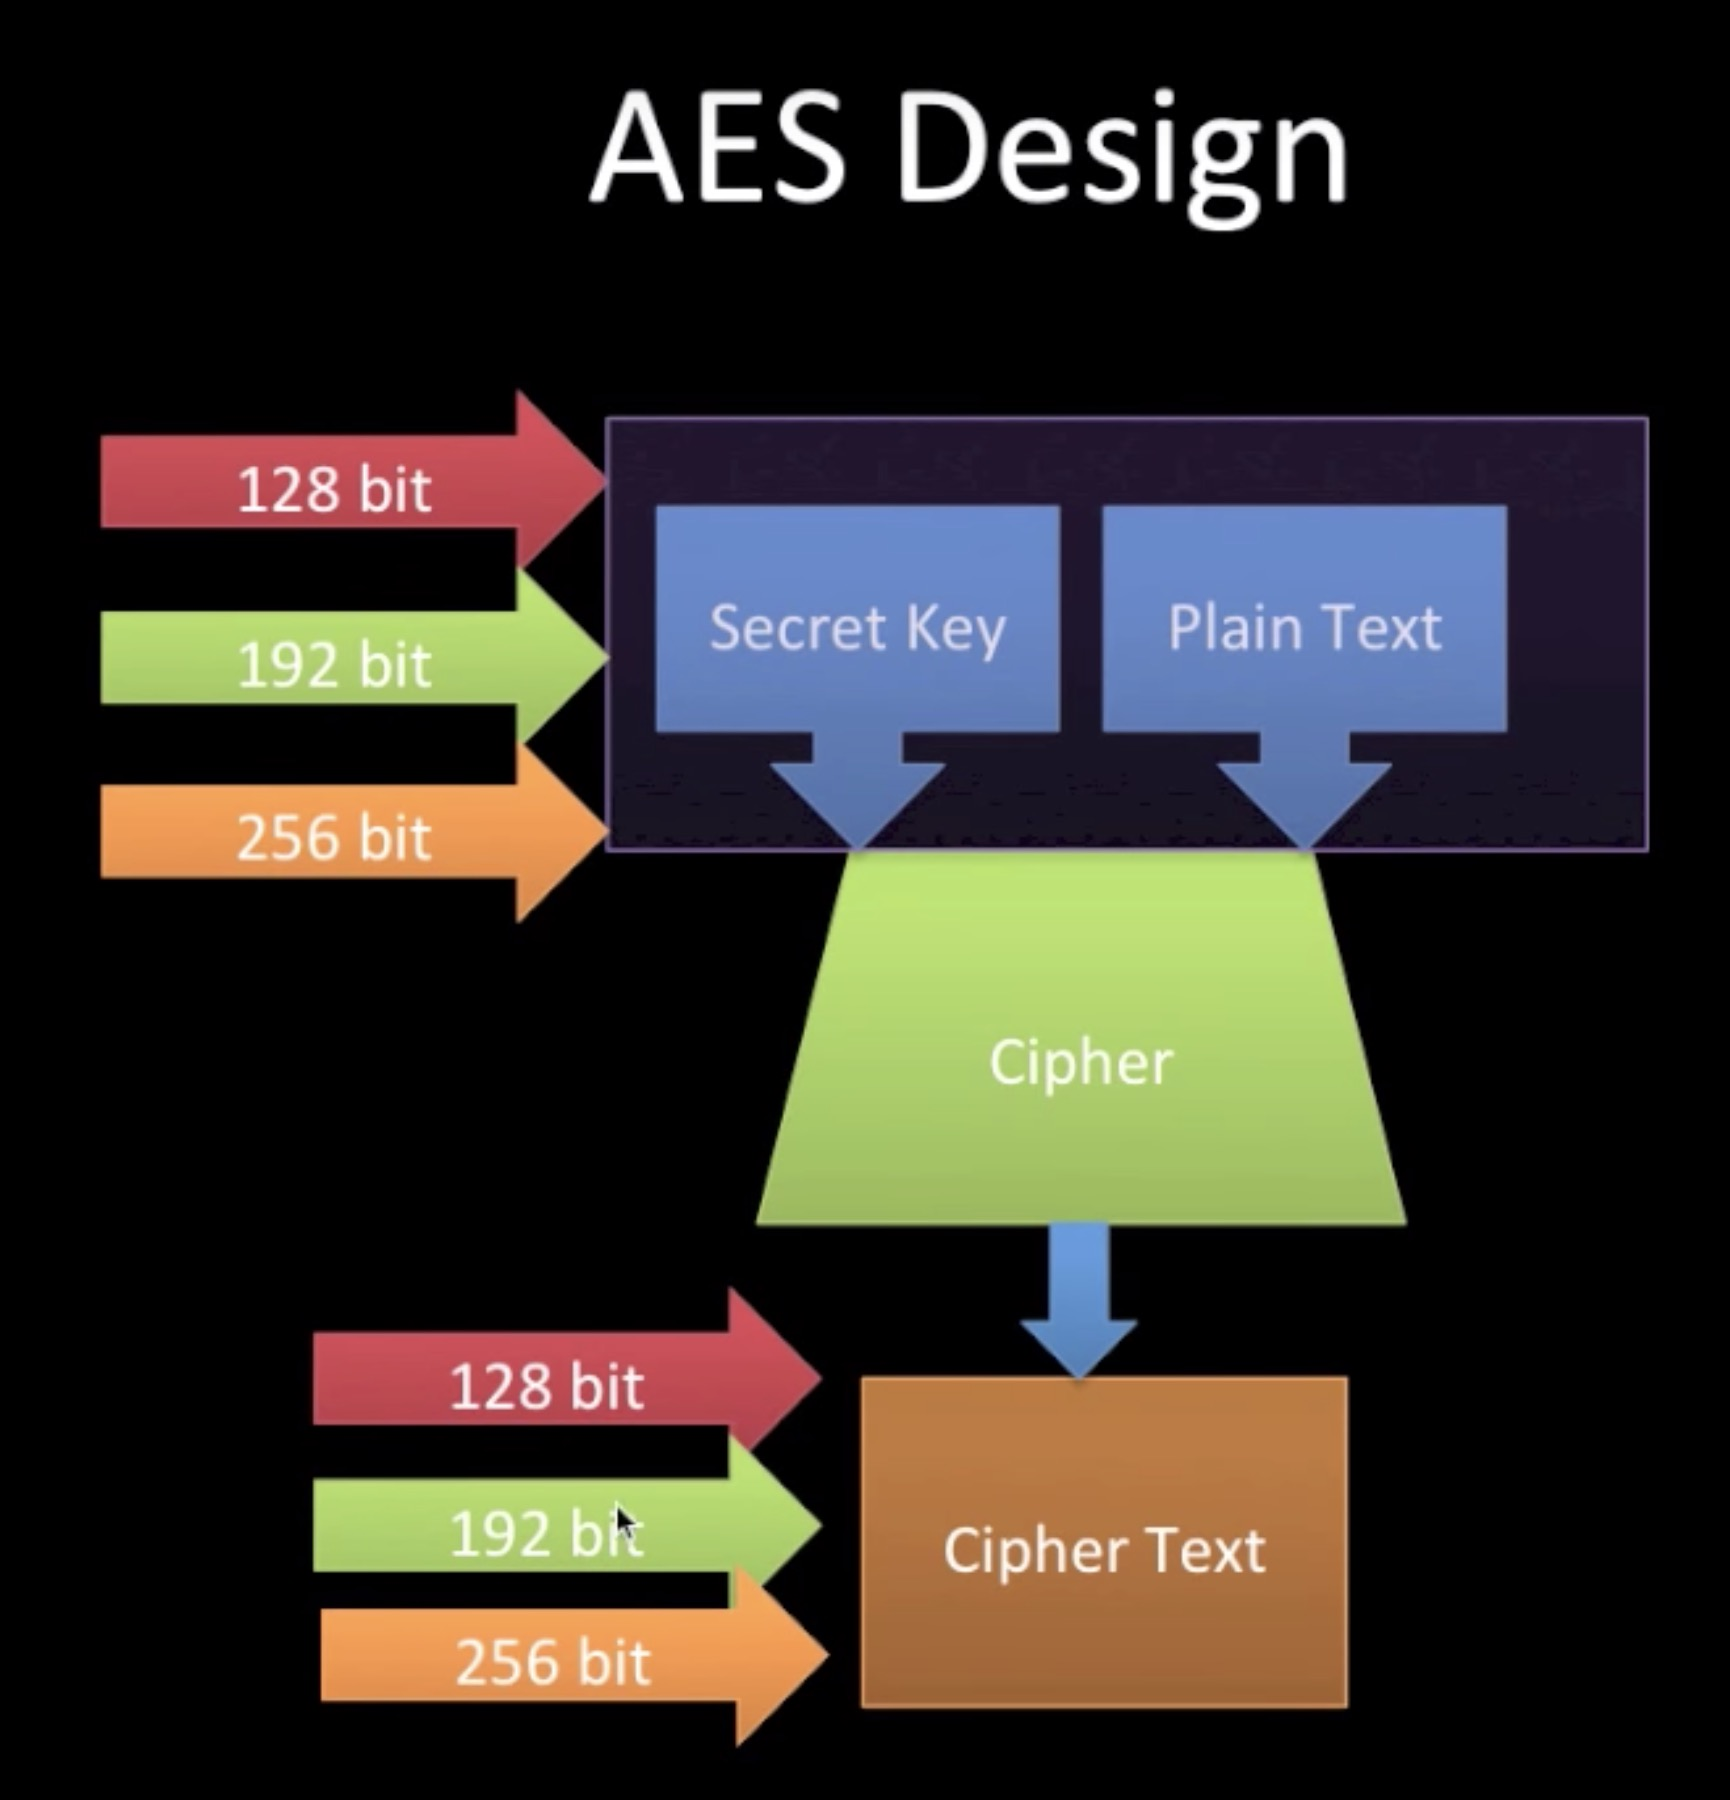 AES Design
128 bit
192 bit
256 bit
Secret Key
Plain Text
Cipher
128 bit
192 bit
256 bit
Cipher Text